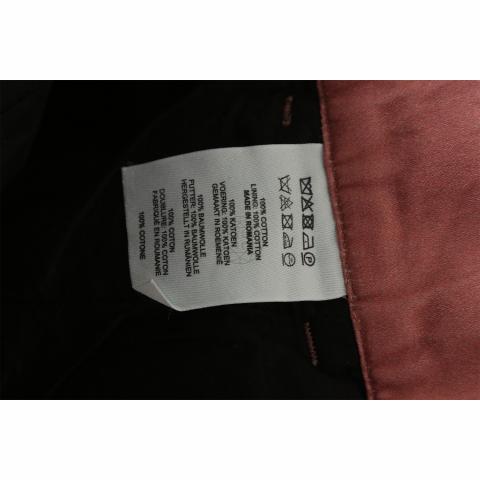 100% COTTON
LINING: 100% COTTON
MADE IN ROMANIA
100% KATOEN
VOERING: 100% KATOEN
GEMAAKT IN ROEMENIË
100% BAUMWOLLE
FUTTER: 100% BAUMWOLLE
HERGESTELLT IN RUMÄNIEN
100% COTON
DOUBLURE: 100% COTON
FABRIQUÉ EN ROUMANIE
100% COTONE